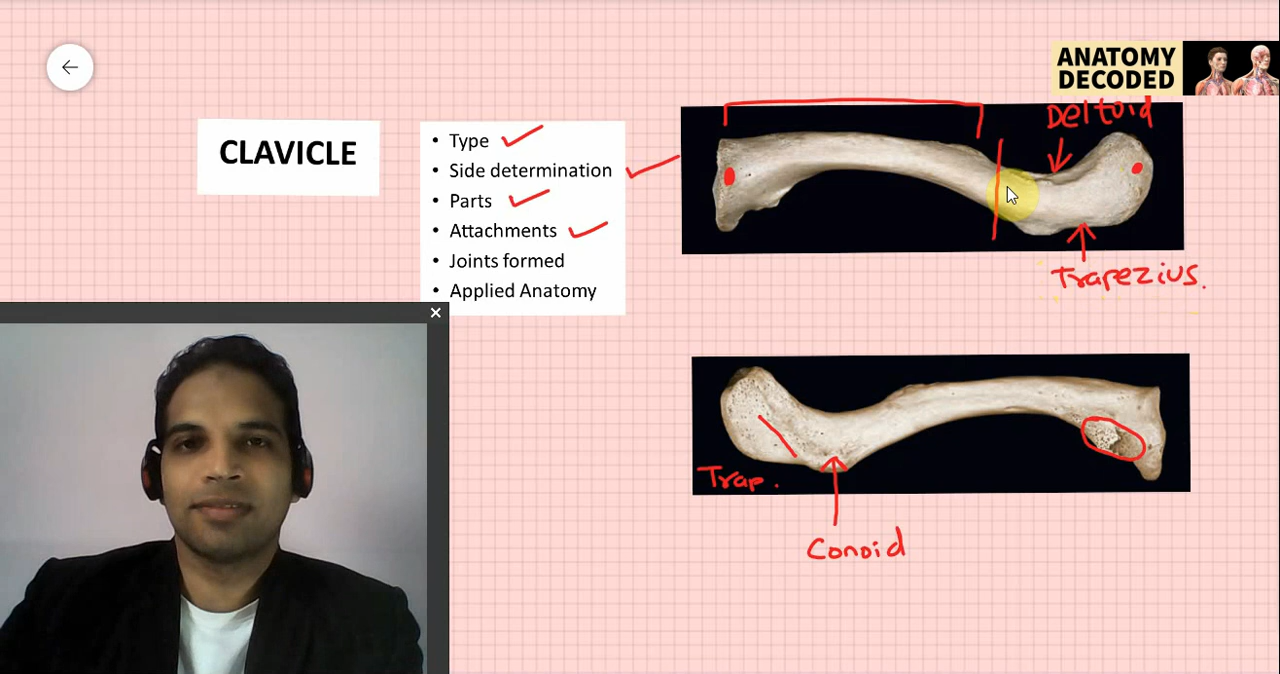 ANATOMY
DECODED
CLAVICLE
• Type
• Side determination
• Parts
• Attachments
• Joints formed
• Applied Anatomy
Deltoid
Trapezius.
Trap.
Conoid